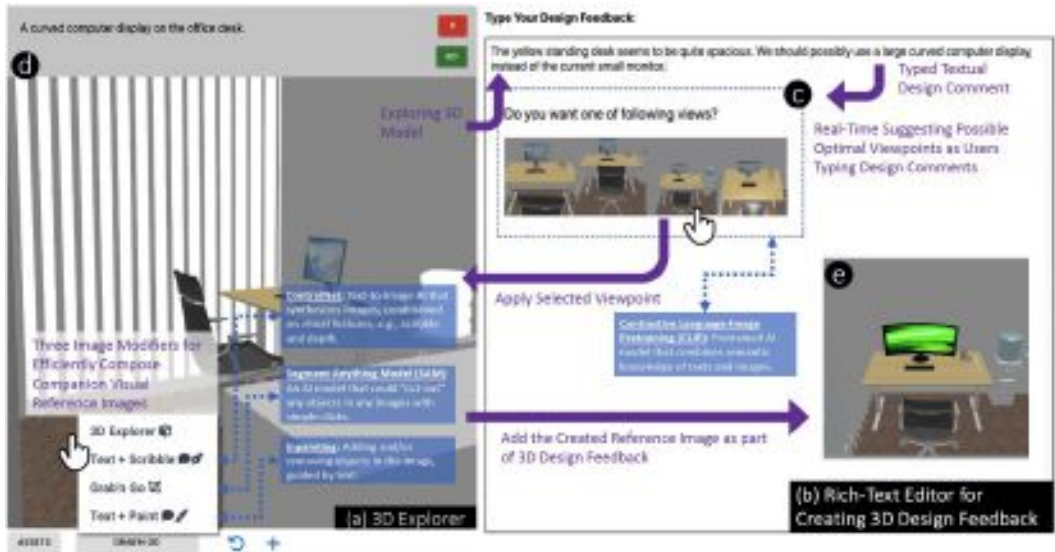 A curved computer display on the office desk.
d
Exploring 3D
Model
Three Image Modifiers for
Efficiently Compose
Companion Visual
Reference Images
3D Explorer
Text + Scribble
Grab'n Go
Text + Paint
ControlNet: Text-to-Image AI that
synthesizes images, conditioned
on visual features, e.g., scribble
and depth.
Segment Anything Model (SAM):
An AI model that could "cut out"
any objects in any images with
simple clicks.
Inpainting: Adding and/or
removing objects in the image,
guided by text.
(a) 3D Explorer
ASSETS
Type Your Design Feedback:
The yellow standing desk seems to be quite spacious. We should possibly use a large curved computer display,
instead of the current small monitor.
c
Do you want one of following views?
Typed Textual
Design Comment
Real-Time Suggesting Possible
Optimal Viewpoints as Users
Typing Design Comments
Apply Selected Viewpoint
Contrastive Language-Image
Pretraining (CLIP): Pretrained AI
model that combines semantic
knowledge of texts and images.
e
Add the Created Reference Image as part
of 3D Design Feedback
(b) Rich-Text Editor for
Creating 3D Design Feedback